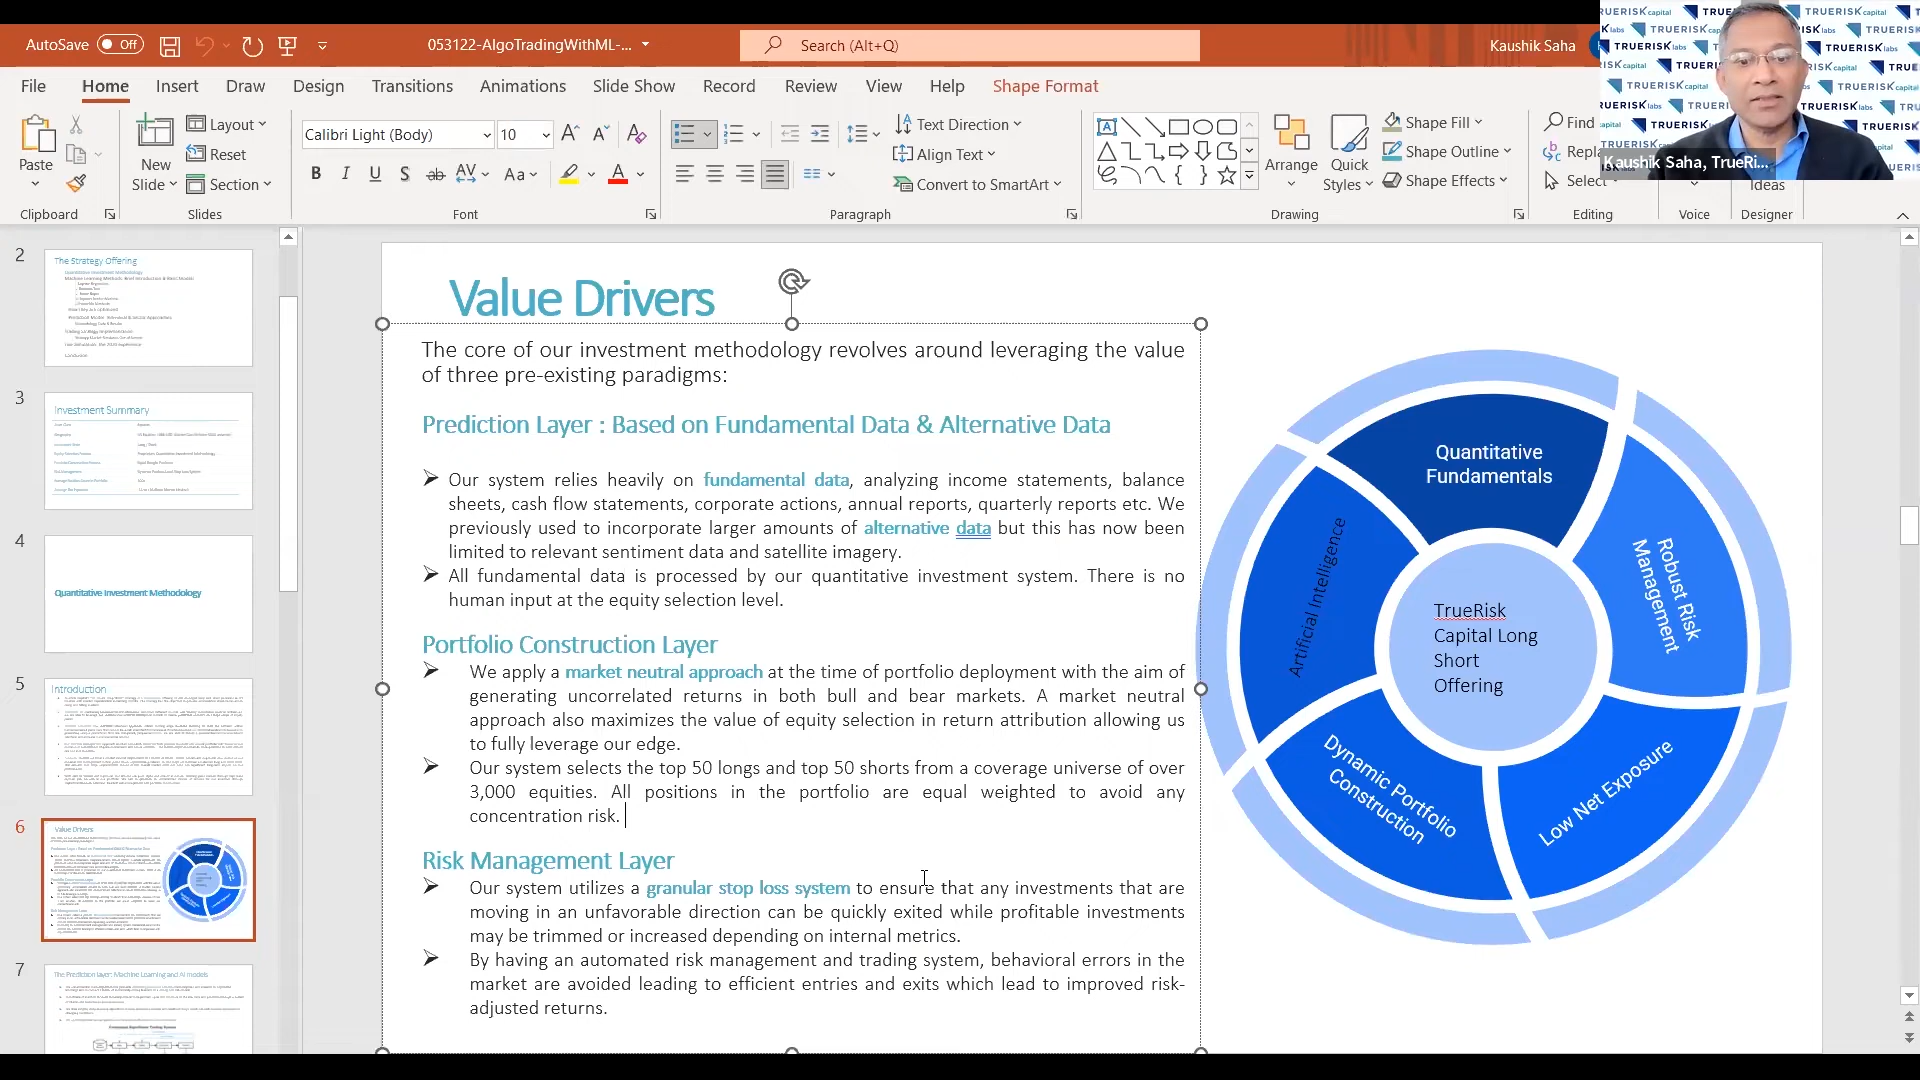 AutoSave Off
053122-AlgoTradingWithML-...
Search (Alt+Q)
Kaushik Saha
File Home Insert Draw Design Transitions Animations Slide Show Record Review View Help Shape Format
Paste
New
Slide
Layout
Reset
Section
Calibri Light (Body) 10
B I U S ab AV Aa A
Text Direction
Align Text
Convert to SmartArt
Arrange
Quick
Styles
Shape Fill
Shape Outline
Shape Effects
Find
Select
Ideas
Clipboard Slides Font Paragraph Drawing Editing Voice Designer
TRUERISK capital
TRUERISK labs
Kaushik Saha, TrueRi...
2
The Strategy Offering
3
Investment Summary
4
Quantitative Investment Methodology
5
Introduction
6
Value Drivers
7
The Prediction layer: Machine Learning and AI models
Value Drivers
The core of our investment methodology revolves around leveraging the value
of three pre-existing paradigms:
Prediction Layer : Based on Fundamental Data & Alternative Data
Our system relies heavily on fundamental data, analyzing income statements, balance
sheets, cash flow statements, corporate actions, annual reports, quarterly reports etc. We
previously used to incorporate larger amounts of alternative data but this has now been
limited to relevant sentiment data and satellite imagery.
All fundamental data is processed by our quantitative investment system. There is no
human input at the equity selection level.
Portfolio Construction Layer
We apply a market neutral approach at the time of portfolio deployment with the aim of
generating uncorrelated returns in both bull and bear markets. A market neutral
approach also maximizes the value of equity selection in return attribution allowing us
to fully leverage our edge.
Our system selects the top 50 longs and top 50 shorts from a coverage universe of over
3,000 equities. All positions in the portfolio are equal weighted to avoid any
concentration risk.
Risk Management Layer
Our system utilizes a granular stop loss system to ensure that any investments that are
moving in an unfavorable direction can be quickly exited while profitable investments
may be trimmed or increased depending on internal metrics.
By having an automated risk management and trading system, behavioral errors in the
market are avoided leading to efficient entries and exits which lead to improved risk-
adjusted returns.
Quantitative
Fundamentals
Robust Risk
Management
Low Net Exposure
Dynamic Portfolio
Construction
Artificial Intelligence
TrueRisk
Capital Long
Short
Offering